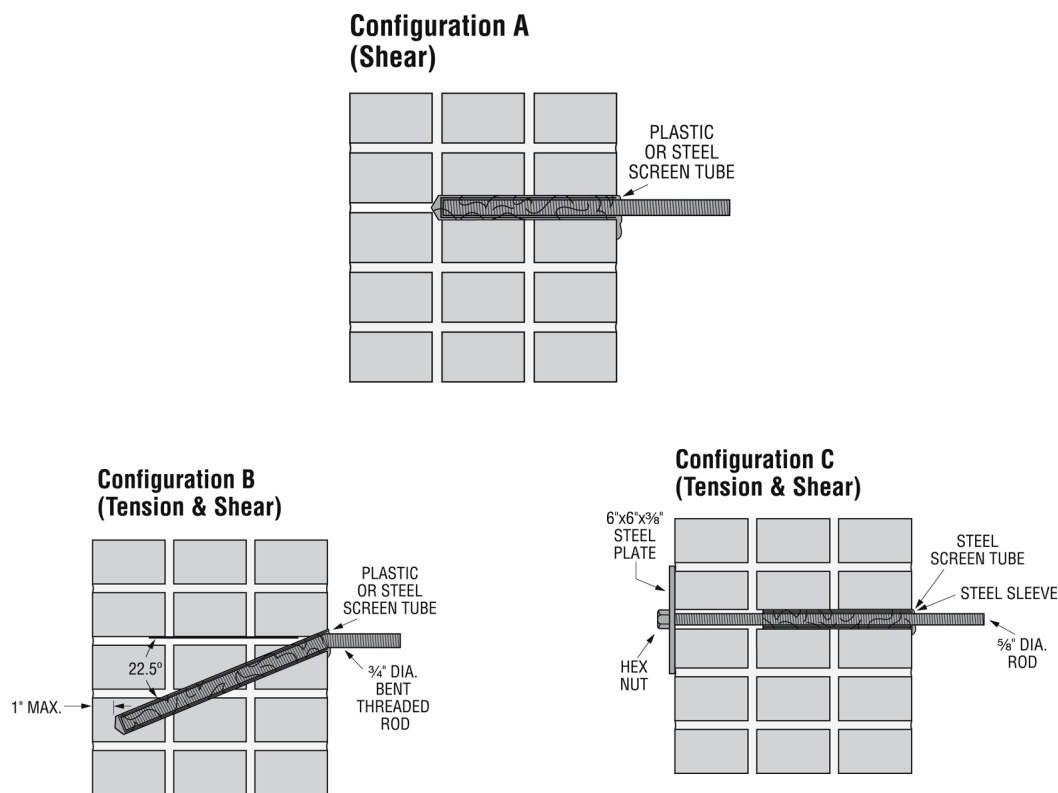 Configuration A
(Shear)
PLASTIC
OR STEEL
SCREEN TUBE
Configuration B
(Tension & Shear)
PLASTIC
OR STEEL
SCREEN TUBE
22.5º
1" MAX.
¾" DIA.
BENT
THREADED
ROD
Configuration C
(Tension & Shear)
6"x6"x⅜"
STEEL
PLATE
STEEL
SCREEN TUBE
STEEL SLEEVE
⅝" DIA.
ROD
HEX
NUT